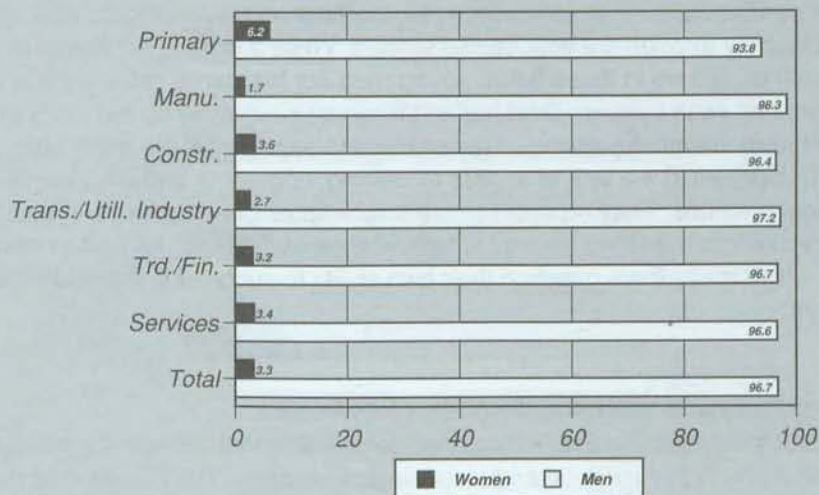 Primary 6.2 93.8
Manu. 1.7 98.3
Constr. 3.6 96.4
Trans./Utill. Industry 2.7 97.2
Trd./Fin. 3.2 96.7
Services 3.4 96.6
Total 3.3 96.7
0 20 40 60 80 100
Women Men